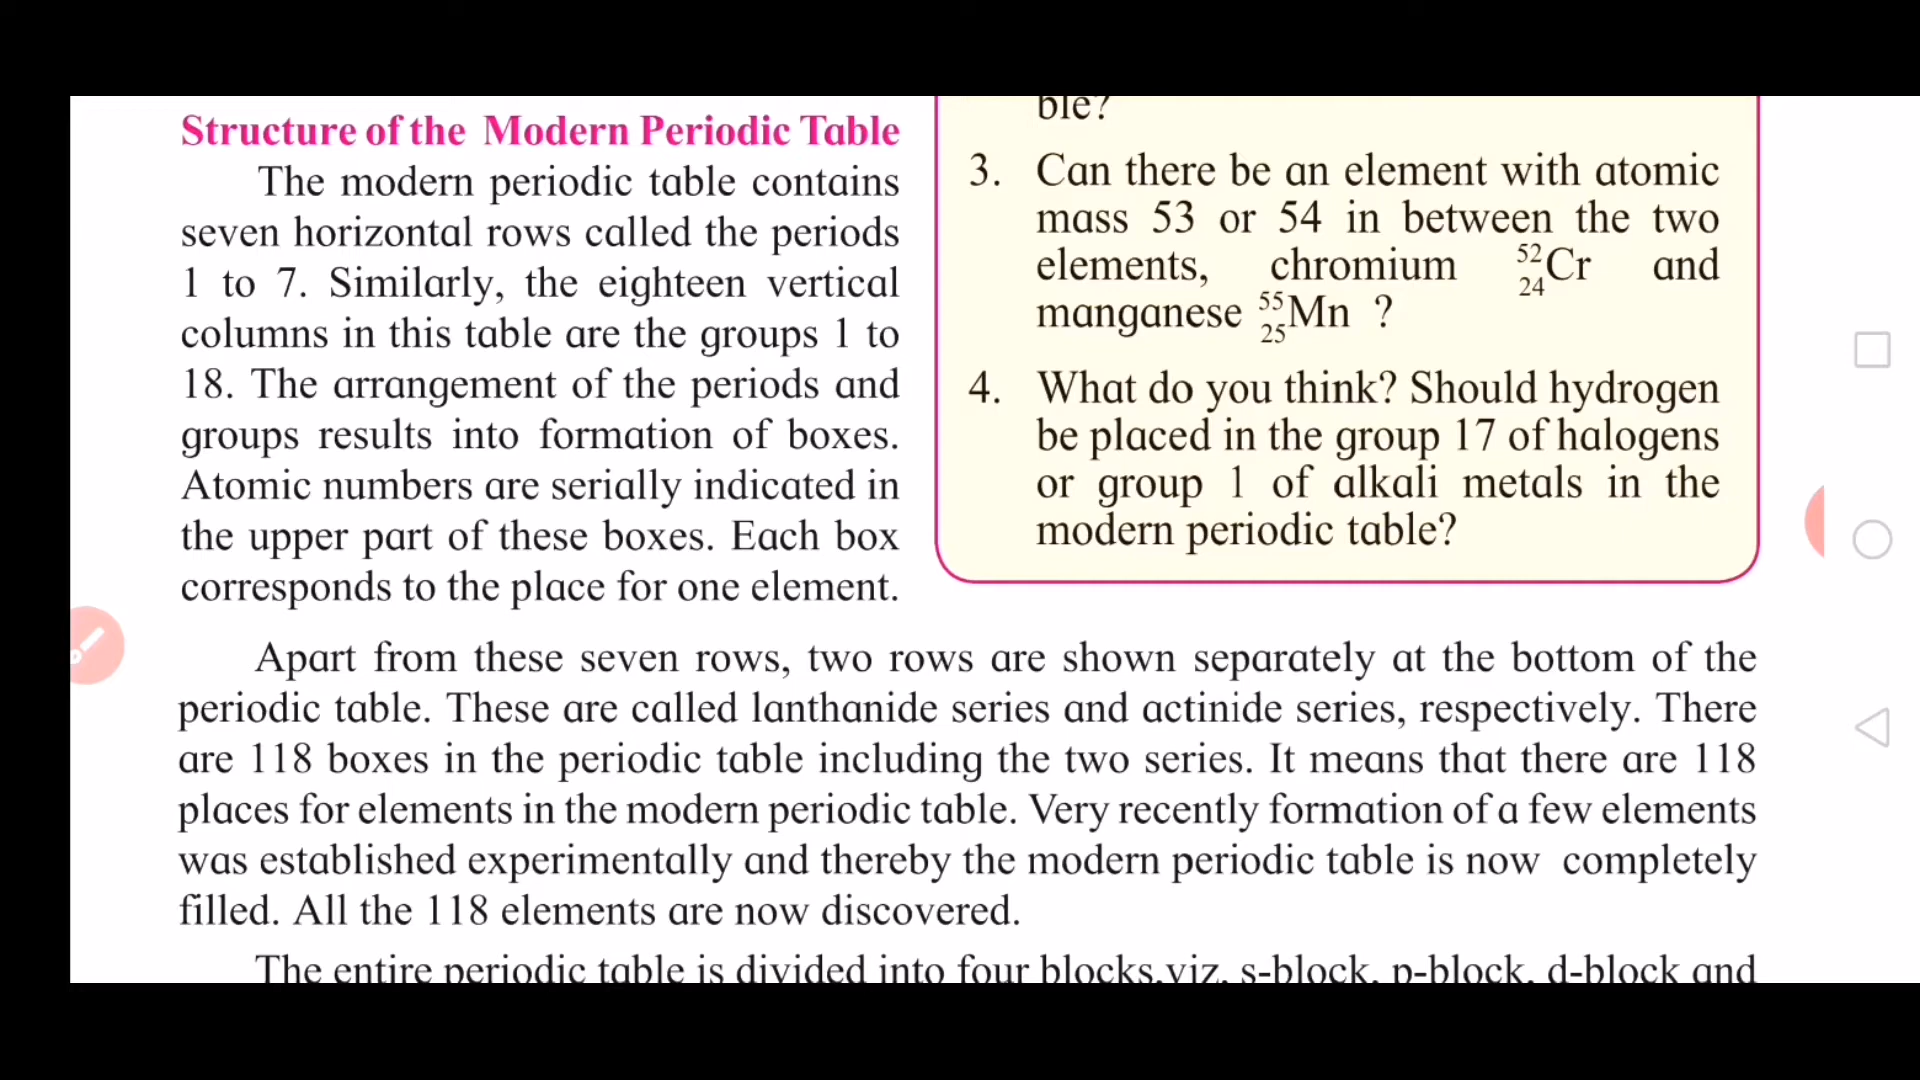 Structure of the Modern Periodic Table
The modern periodic table contains
seven horizontal rows called the periods
1 to 7. Similarly, the eighteen vertical
columns in this table are the groups 1 to
18. The arrangement of the periods and
groups results into formation of boxes.
Atomic numbers are serially indicated in
the upper part of these boxes. Each box
corresponds to the place for one element.
ble?
3. Can there be an element with atomic
mass 53 or 54 in between the two
elements, chromium ⁵²₂₄Cr and
manganese ⁵⁵₂₅Mn ?
4. What do you think? Should hydrogen
be placed in the group 17 of halogens
or group 1 of alkali metals in the
modern periodic table?
Apart from these seven rows, two rows are shown separately at the bottom of the
periodic table. These are called lanthanide series and actinide series, respectively. There
are 118 boxes in the periodic table including the two series. It means that there are 118
places for elements in the modern periodic table. Very recently formation of a few elements
was established experimentally and thereby the modern periodic table is now completely
filled. All the 118 elements are now discovered.
The entire periodic table is divided into four blocks,viz. s-block, p-block, d-block and